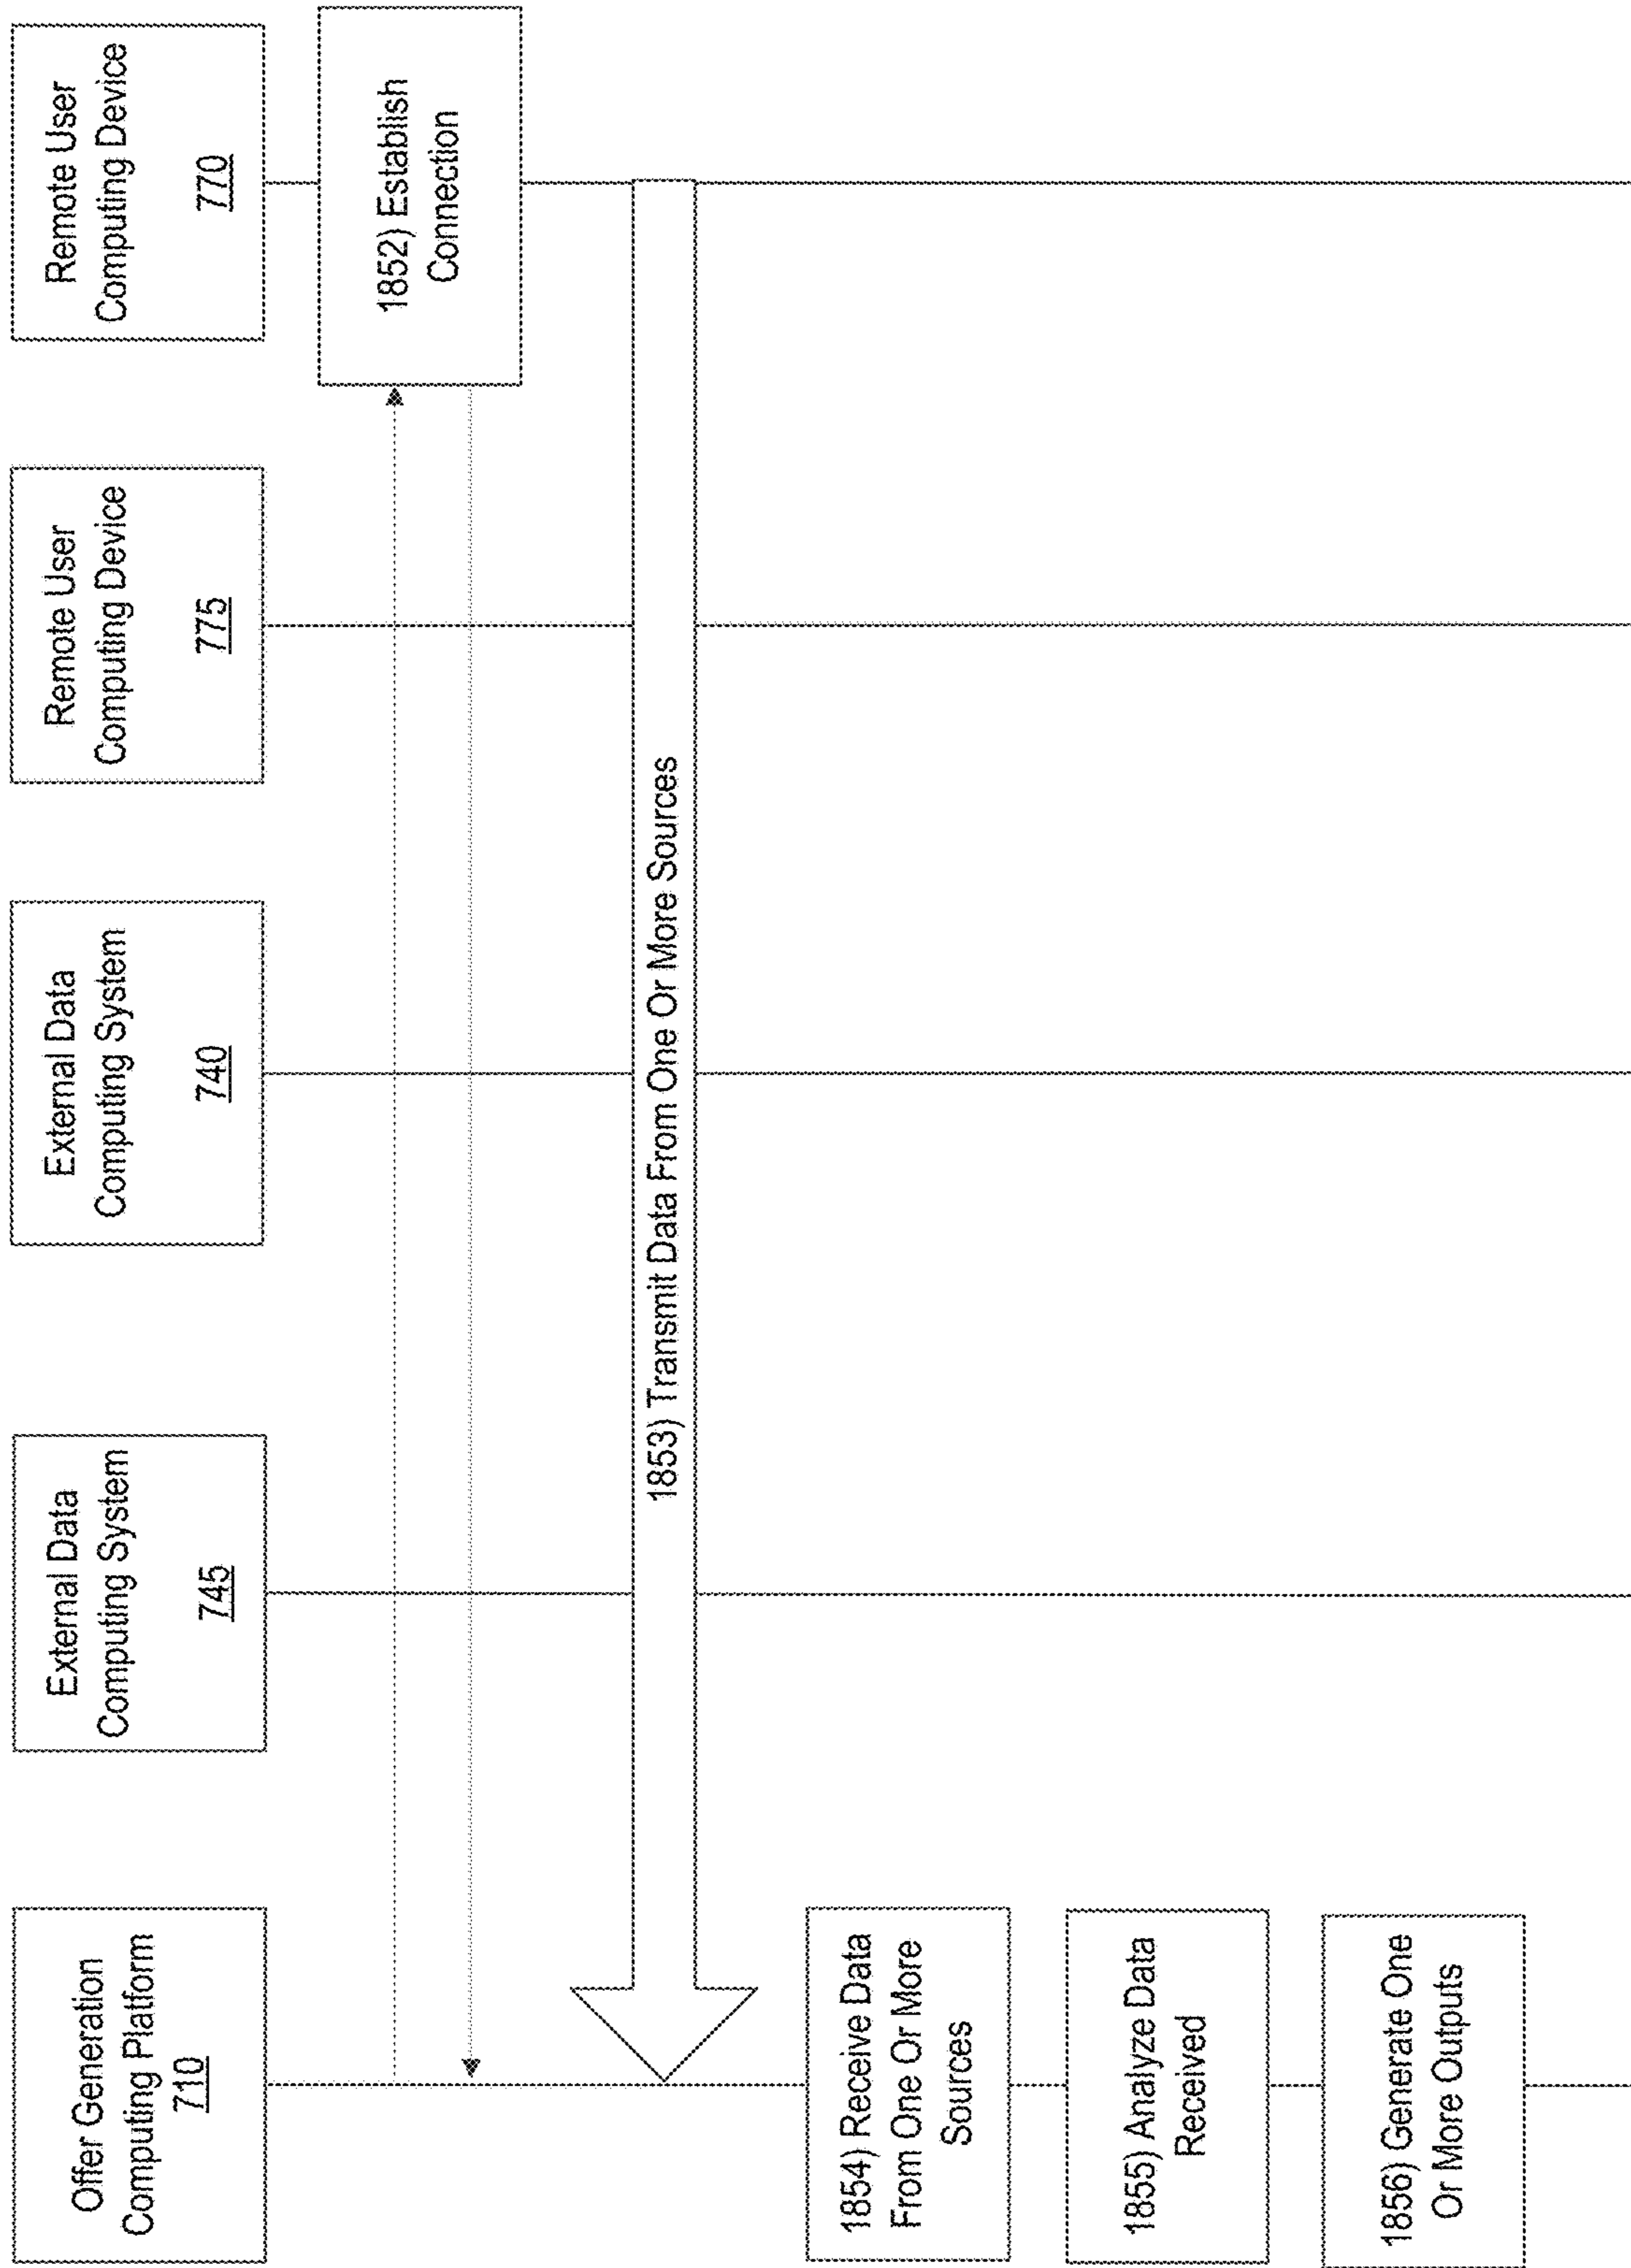 Offer Generation
Computing Platform
710
External Data
Computing System
745
External Data
Computing System
740
Remote User
Computing Device
775
Remote User
Computing Device
770
1852) Establish
Connection
1853) Transmit Data From One Or More Sources
1854) Receive Data
From One Or More
Sources
1855) Analyze Data
Received
1856) Generate One
Or More Outputs